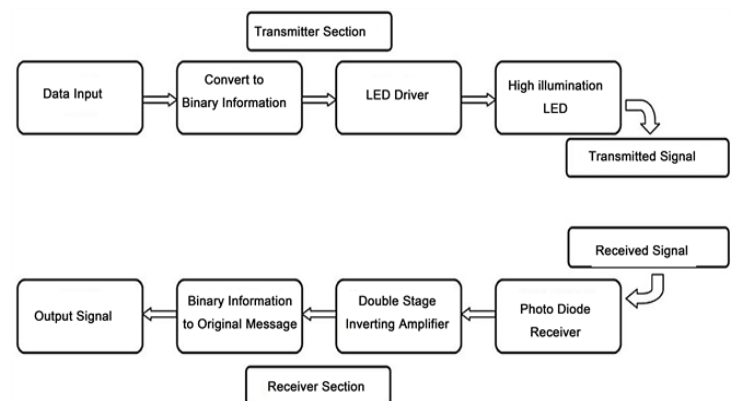 Transmitter Section
Data Input
Convert to
Binary Information
LED Driver
High illumination
LED
Transmitted Signal
Received Signal
Output Signal
Binary Information
to Original Message
Double Stage
Inverting Amplifier
Photo Diode
Receiver
Receiver Section